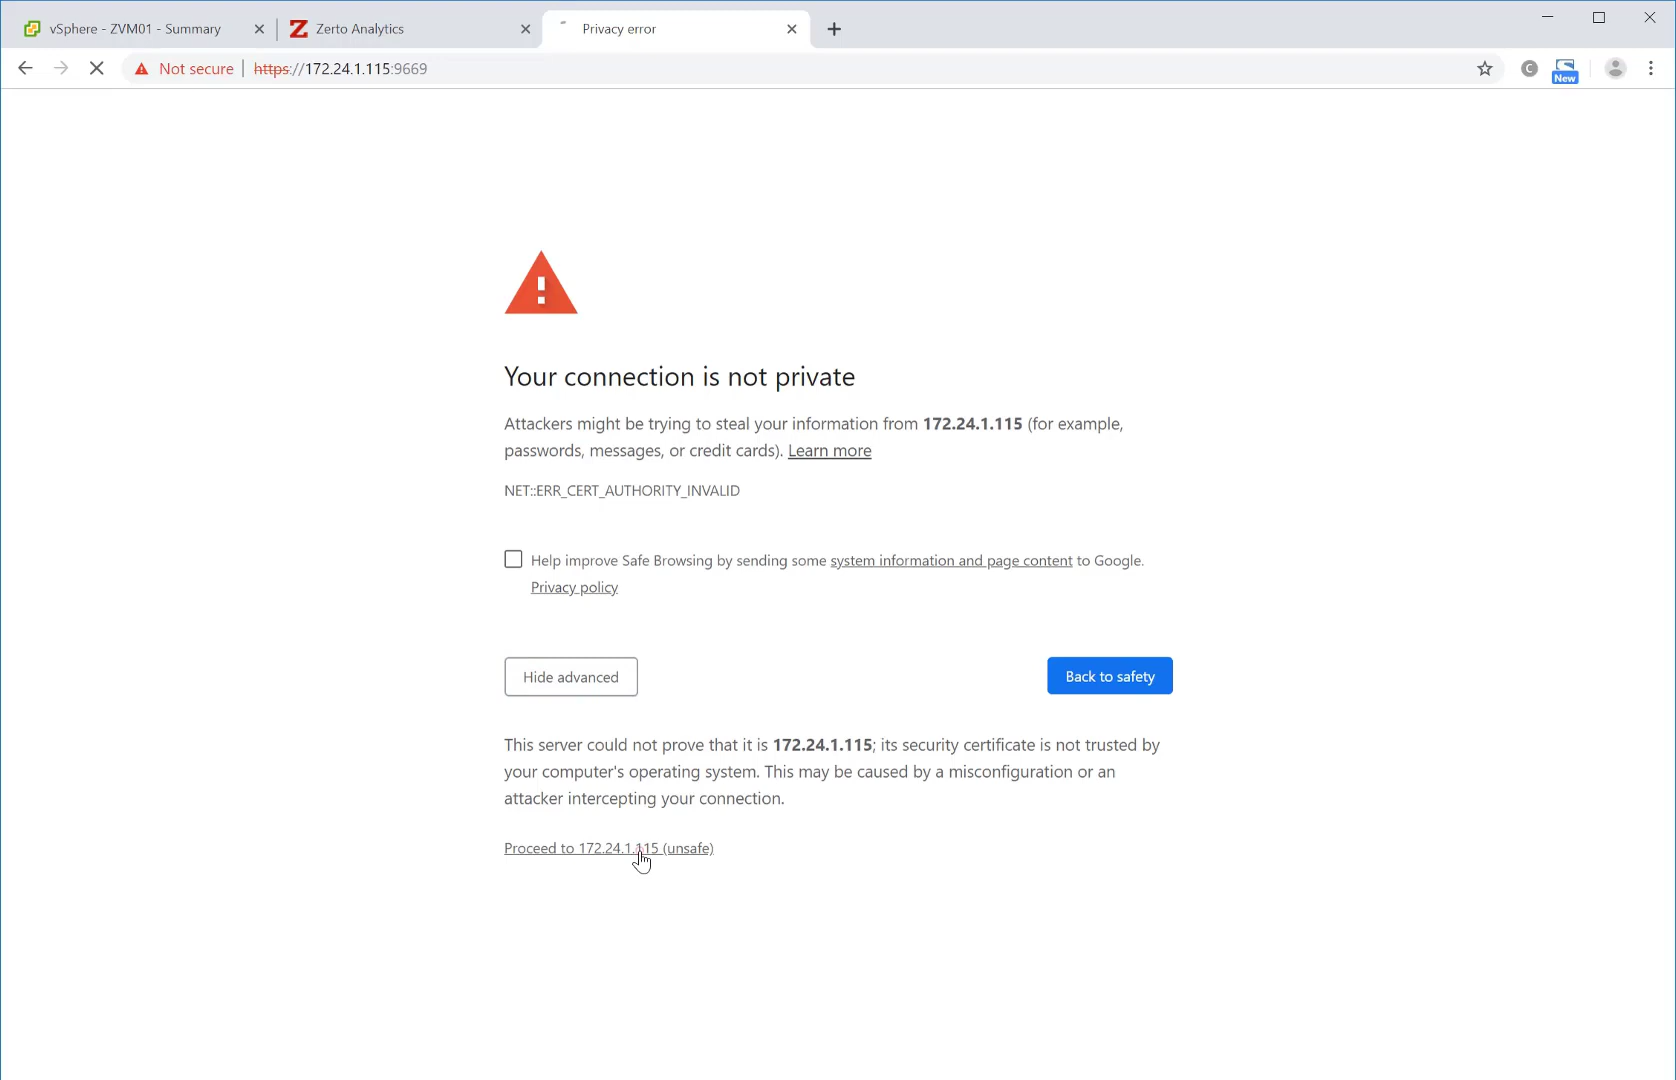 vSphere - ZVM01 - Summary
Zerto Analytics
Privacy error
Not secure
https://172.24.1.115:9669
C
New
Your connection is not private
Attackers might be trying to steal your information from 172.24.1.115 (for example,
passwords, messages, or credit cards). Learn more
NET::ERR_CERT_AUTHORITY_INVALID
Help improve Safe Browsing by sending some system information and page content to Google.
Privacy policy
Hide advanced
Back to safety
This server could not prove that it is 172.24.1.115; its security certificate is not trusted by
your computer's operating system. This may be caused by a misconfiguration or an
attacker intercepting your connection.
Proceed to 172.24.1.115 (unsafe)